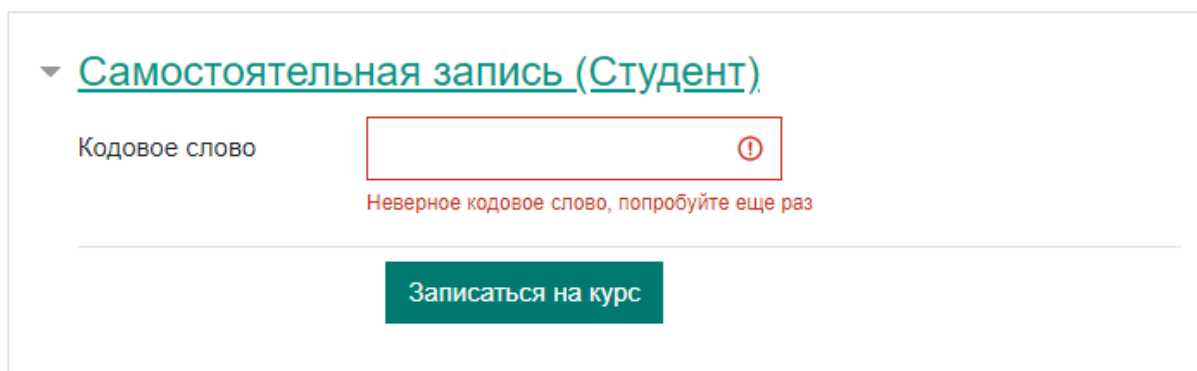 Самостоятельная запись (Студент)
Кодовое слово
Неверное кодовое слово, попробуйте еще раз
Записаться на курс